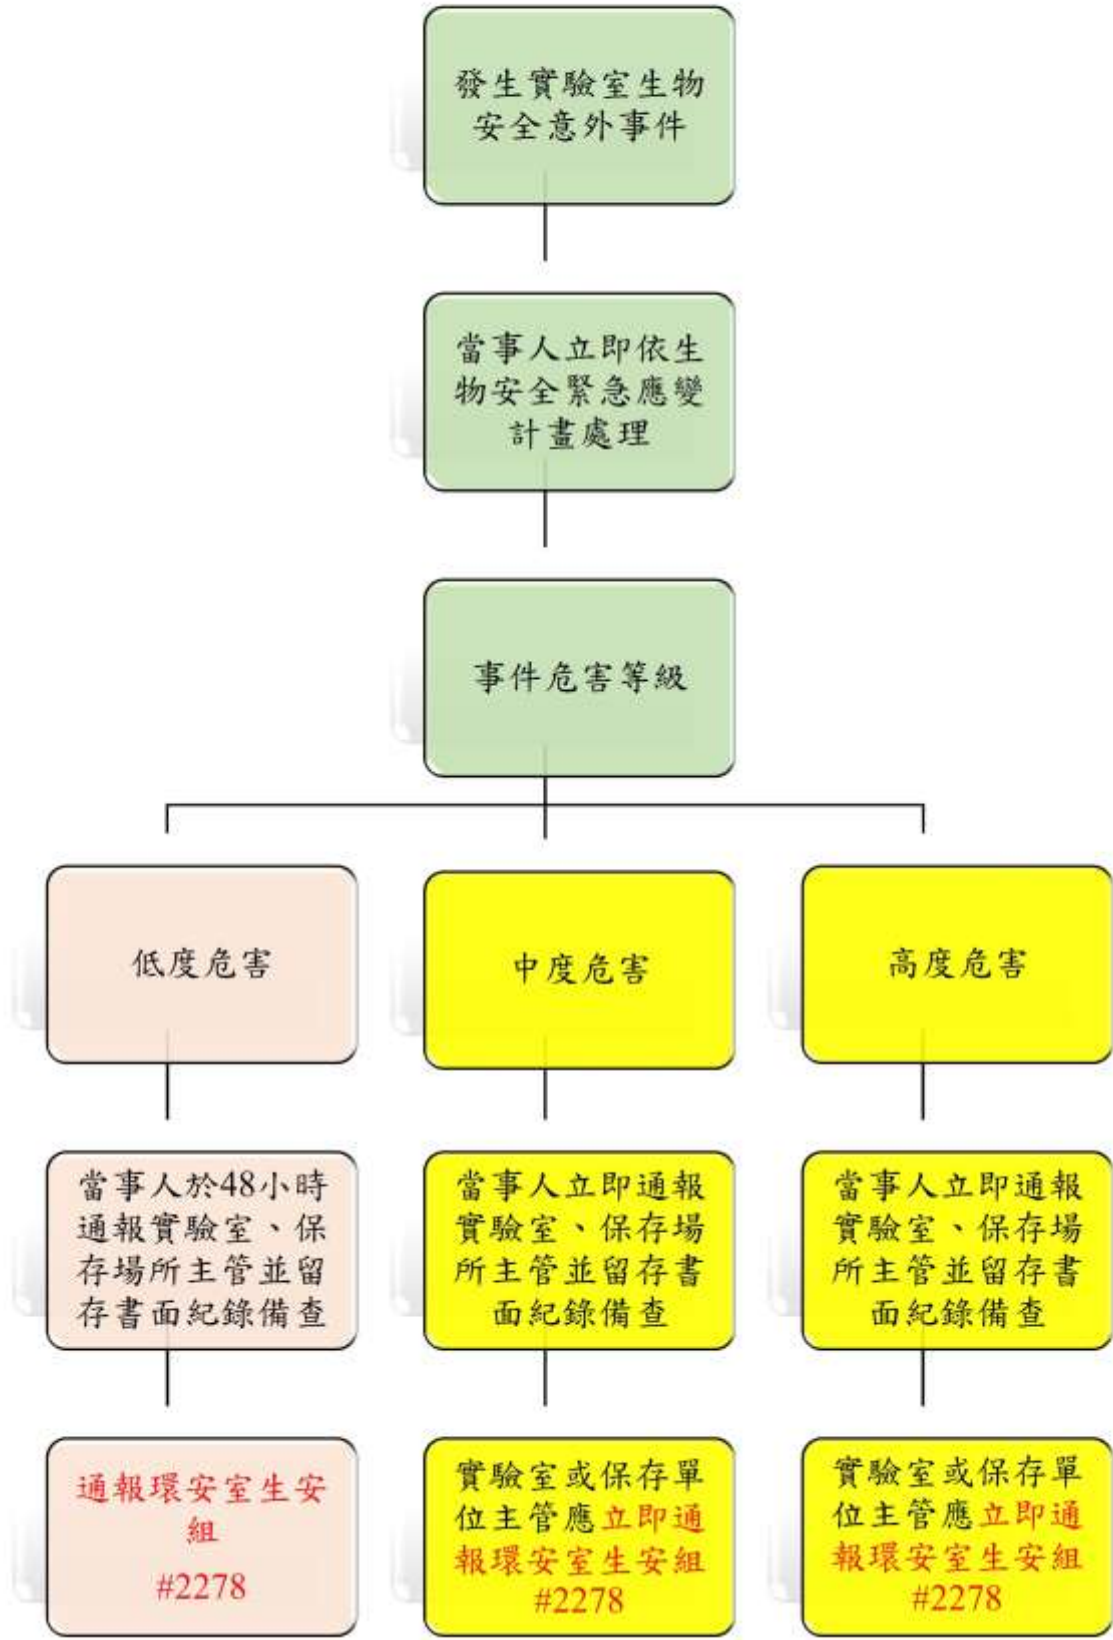 發生實驗室生物
安全意外事件
當事人立即依生
物安全緊急應變
計畫處理
事件危害等級
低度危害
當事人於48小時
通報實驗室、保
存場所主管並留
存書面紀錄備查
通報環安室生安
組
#2278
中度危害
當事人立即通報
實驗室、保存場
所主管並留存書
面紀錄備查
實驗室或保存單
位主管應立即通
報環安室生安組
#2278
高度危害
當事人立即通報
實驗室、保存場
所主管並留存書
面紀錄備查
實驗室或保存單
位主管應立即通
報環安室生安組
#2278